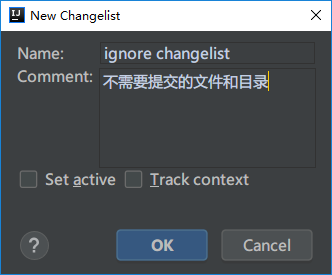 New Changelist
Name: ignore changelist
Comment: 不需要提交的文件和目录
Set active Track context
? OK Cancel